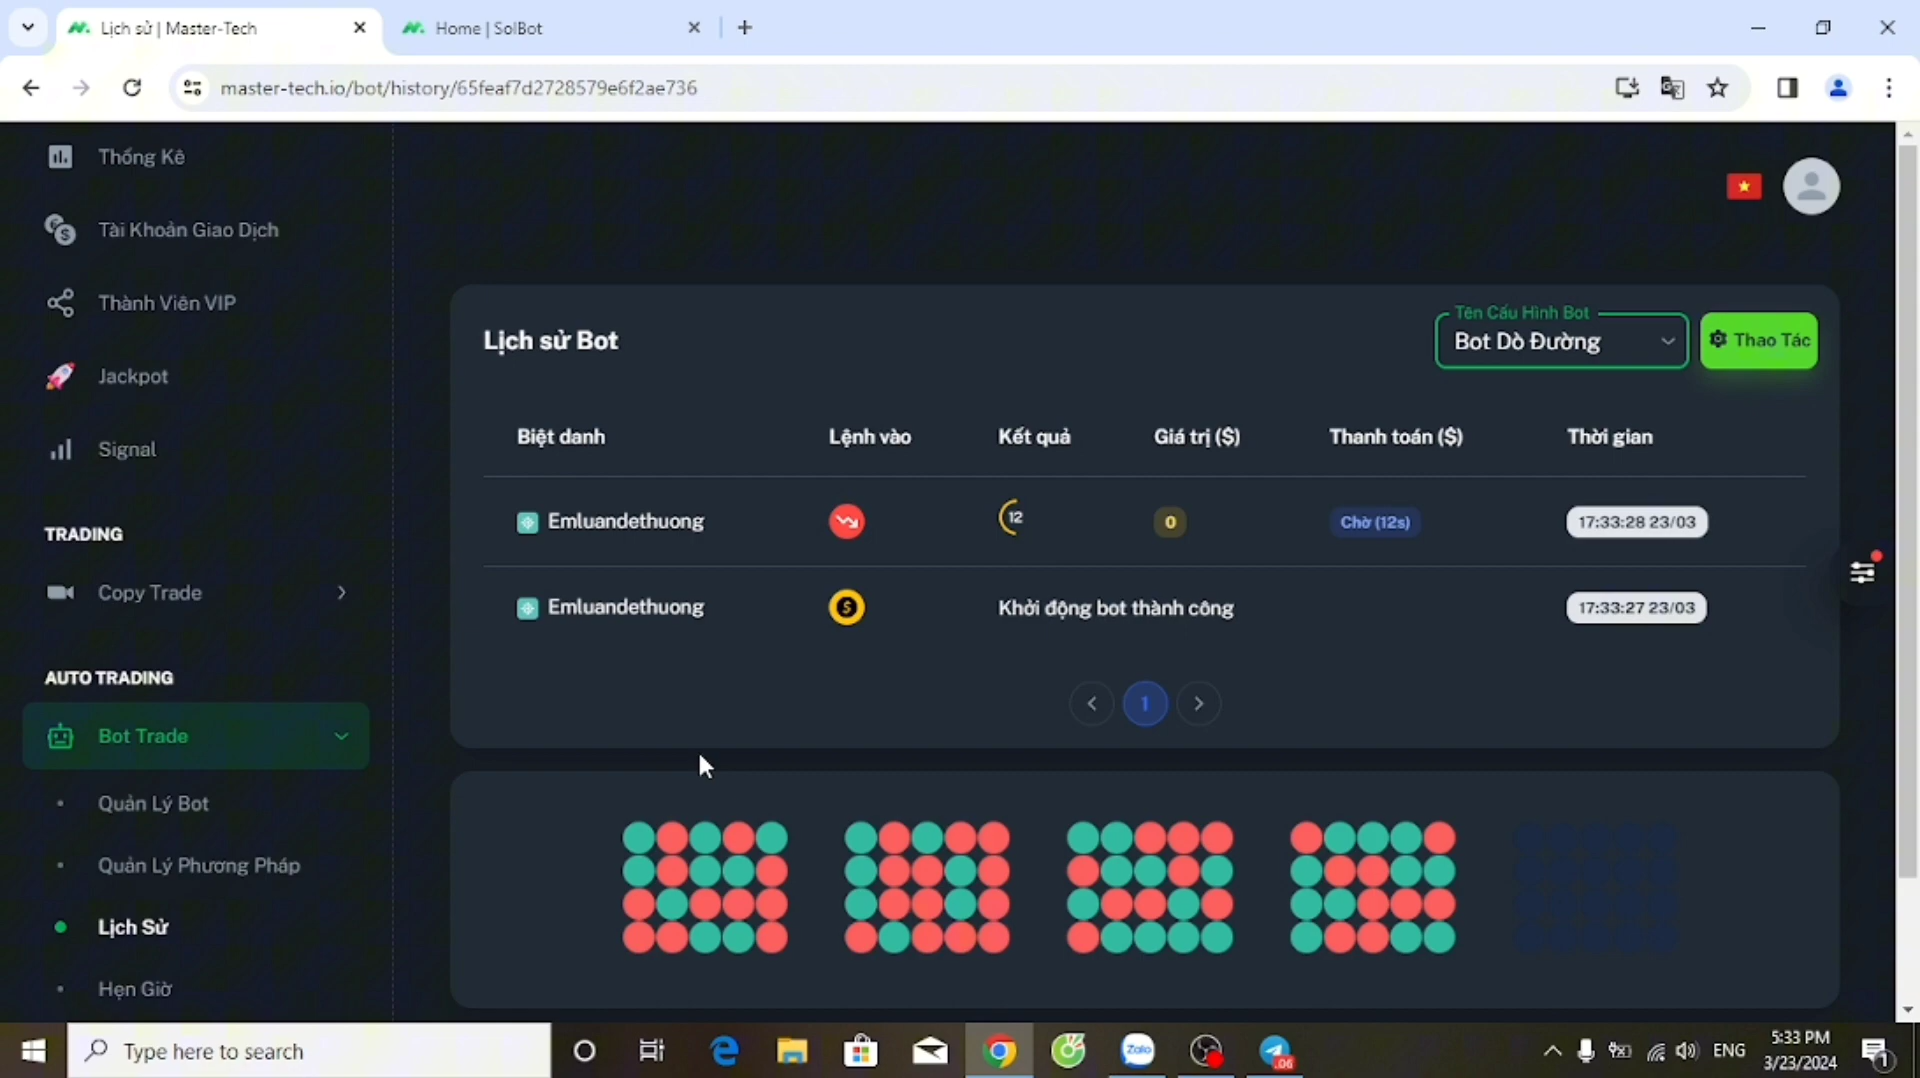 Lịch sử | Master-Tech
Home | SolBot
master-tech.io/bot/history/65feaf7d2728579e6f2ae736
Thống Kê
Tài Khoản Giao Dịch
Thành Viên VIP
Jackpot
Signal
TRADING
Copy Trade
AUTO TRADING
Bot Trade
Quản Lý Bot
Quản Lý Phương Pháp
Lịch Sử
Hẹn Giờ
Lịch sử Bot
Tên Cấu Hình Bot
Bot Dò Đường
Thao Tác
Biệt danh Lệnh vào Kết quả Giá trị ($) Thanh toán ($) Thời gian
Emluandethuong 12 0 Chờ (12s) 17:33:28 23/03
Emluandethuong Khởi động bot thành công 17:33:27 23/03
1
Type here to search
Zalo
.06
ENG
5:33 PM
3/23/2024
1